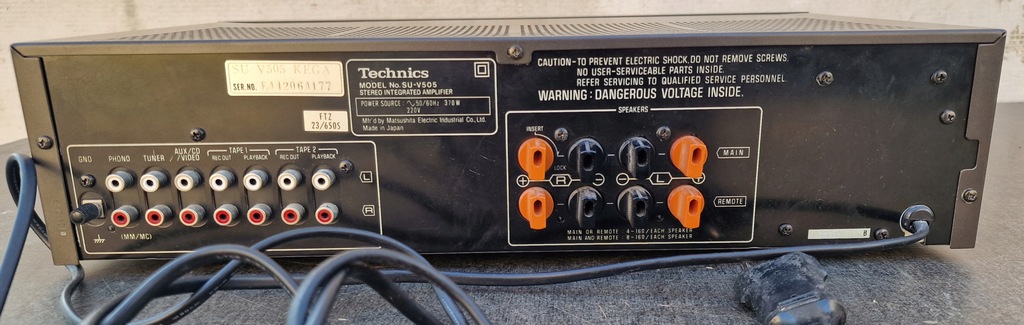 SU V505 KEGA
SER.NO. FA1206A177
FTZ
23/650S
Technics
MODEL No. SU-V505
STEREO INTEGRATED AMPLIFIER
POWER SOURCE: ∿50/60Hz 370W
220V
Mfr'd by Matsushita Electric Industrial Co., Ltd.
Made in Japan
CAUTION-TO PREVENT ELECTRIC SHOCK,DO NOT REMOVE SCREWS.
NO USER-SERVICEABLE PARTS INSIDE.
REFER SERVICING TO QUALIFIED SERVICE PERSONNEL.
WARNING: DANGEROUS VOLTAGE INSIDE.
GND
PHONO
TUNER
AUX/CD
/VIDEO
TAPE 1
REC OUT
PLAYBACK
TAPE 2
REC OUT
PLAYBACK
L
R
(MM/MC)
SPEAKERS
INSERT
LOCK
MAIN
+ R − − L +
REMOTE
MAIN OR REMOTE 4-16Ω/EACH SPEAKER
MAIN AND REMOTE 8-16Ω/EACH SPEAKER
B